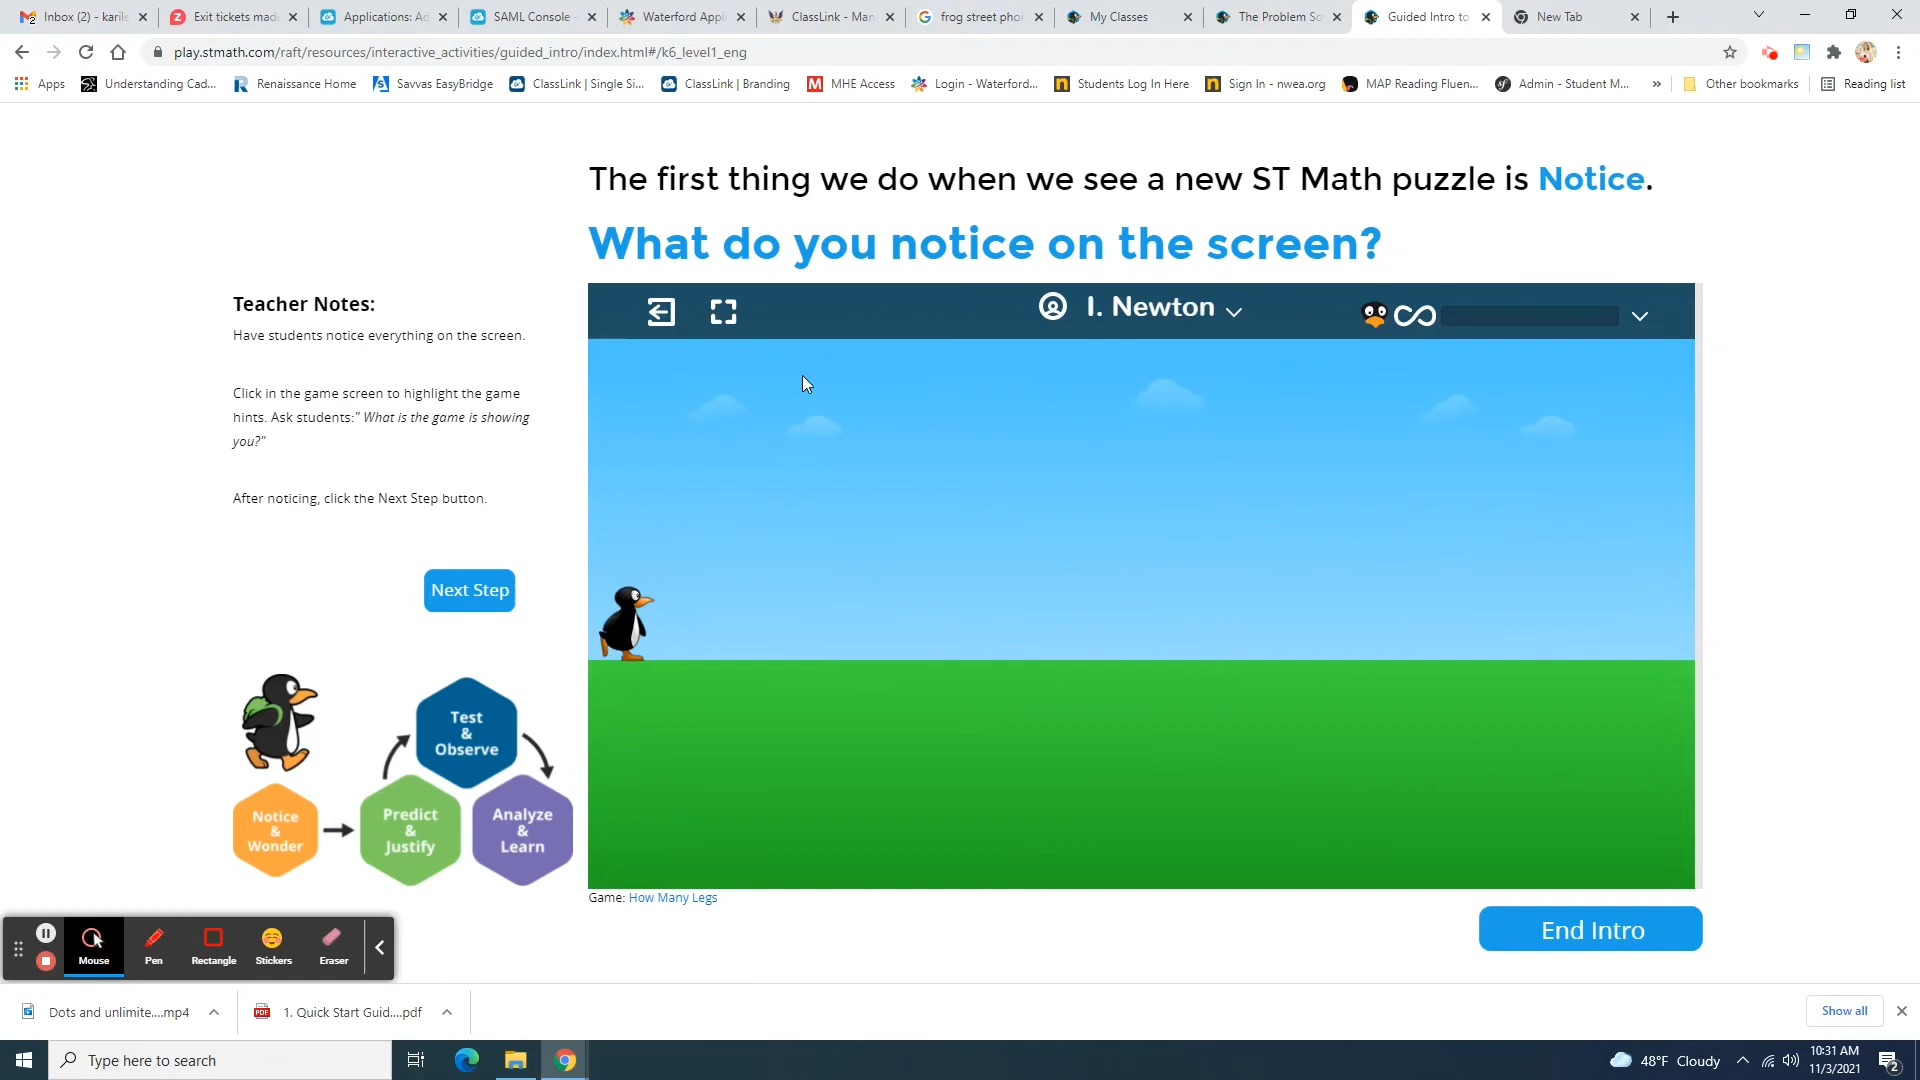 Inbox (2) - karile
Exit tickets mad
Applications: Ad
SAML Console -
Waterford Appli
ClassLink - Man
frog street phon
My Classes
The Problem So
Guided Intro to
New Tab
play.stmath.com/raft/resources/interactive_activities/guided_intro/index.html#/k6_level1_eng
Apps
Understanding Cad...
Renaissance Home
Savvas EasyBridge
ClassLink | Single Si...
ClassLink | Branding
MHE Access
Login - Waterford...
Students Log In Here
Sign In - nwea.org
MAP Reading Fluen...
Admin - Student M...
»
Other bookmarks
Reading list
The first thing we do when we see a new ST Math puzzle is Notice.
What do you notice on the screen?
I. Newton
Teacher Notes:
Have students notice everything on the screen.
Click in the game screen to highlight the game
hints. Ask students:" What is the game is showing
you?"
After noticing, click the Next Step button.
Next Step
Test
&
Observe
Notice
&
Wonder
Predict
&
Justify
Analyze
&
Learn
Game: How Many Legs
End Intro
Mouse
Pen
Rectangle
Stickers
Eraser
Dots and unlimite....mp4
1. Quick Start Guid....pdf
Show all
Type here to search
48°F Cloudy
10:31 AM
11/3/2021
2